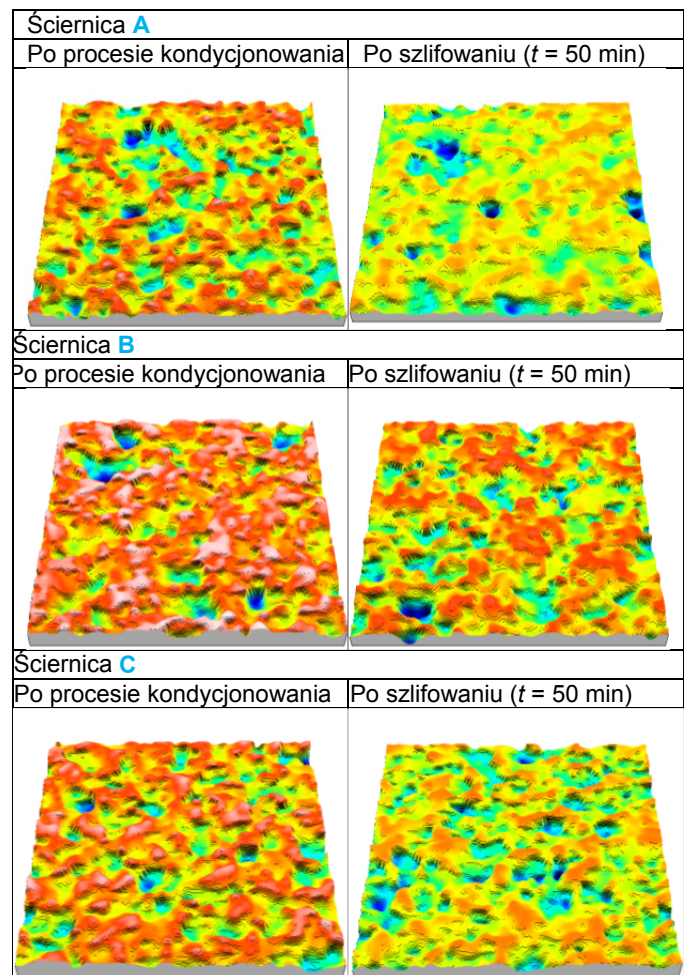 Ściernica A
Po procesie kondycjonowania Po szlifowaniu (t = 50 min)
Ściernica B
Po procesie kondycjonowania Po szlifowaniu (t = 50 min)
Ściernica C
Po procesie kondycjonowania Po szlifowaniu (t = 50 min)